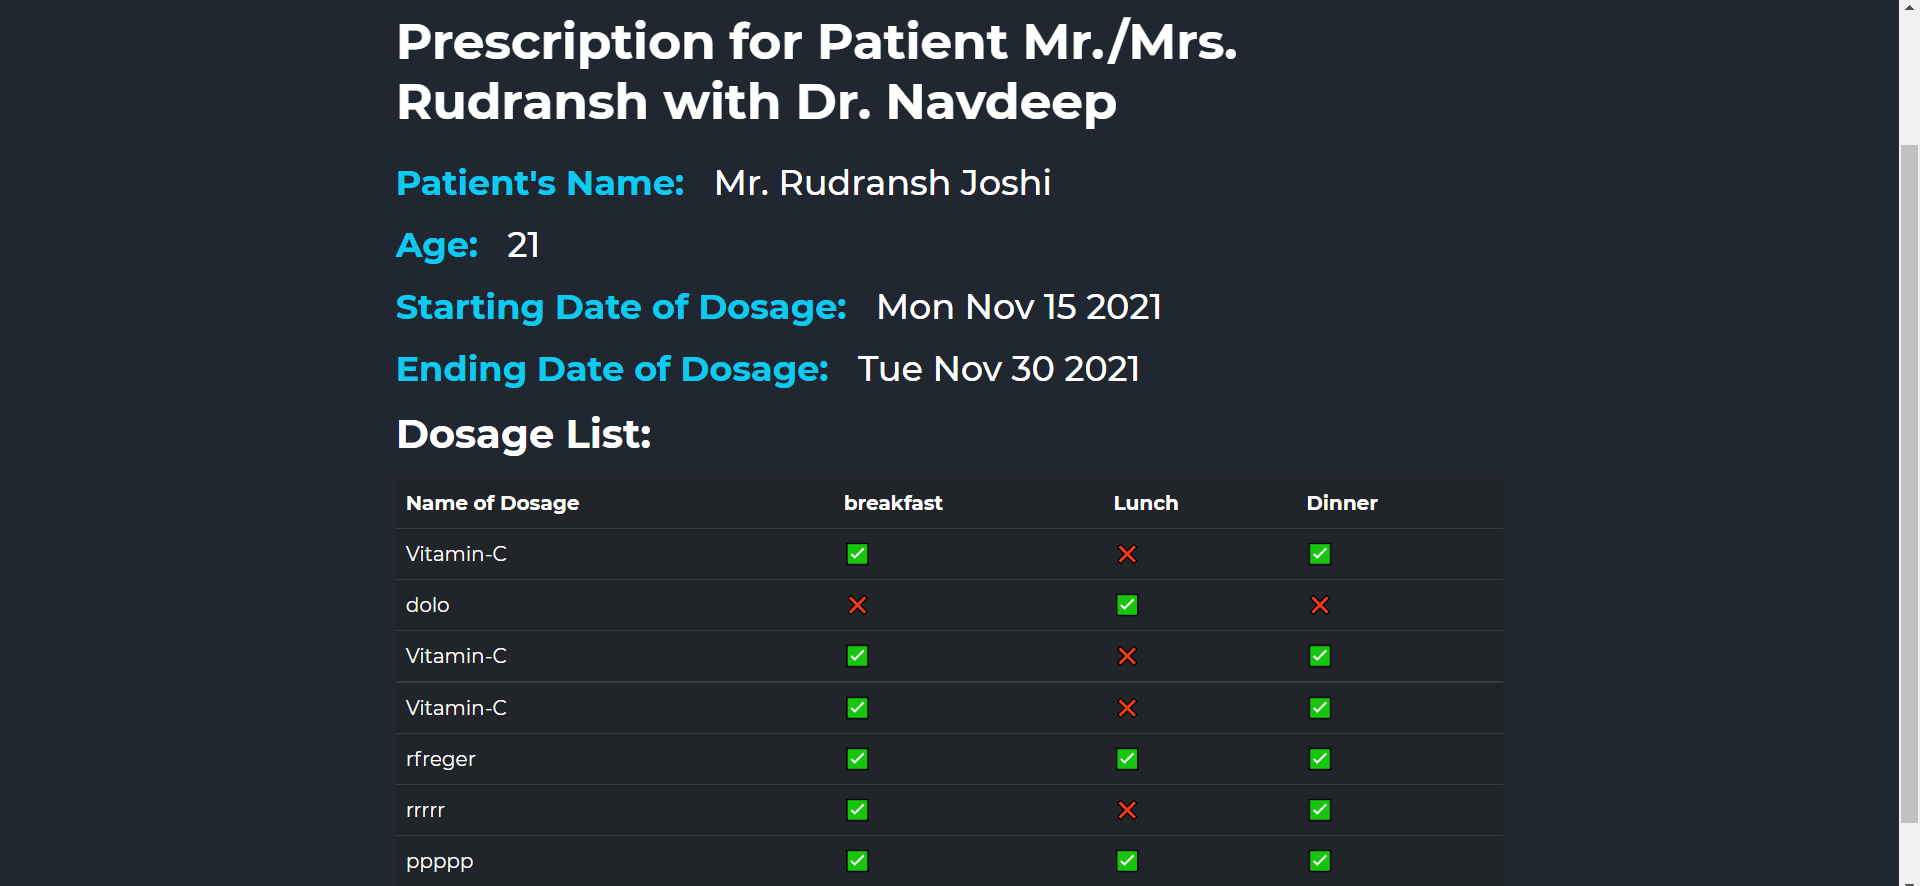 Prescription for Patient Mr./Mrs.
Rudransh with Dr. Navdeep
Patient's Name: Mr. Rudransh Joshi
Age: 21
Starting Date of Dosage: Mon Nov 15 2021
Ending Date of Dosage: Tue Nov 30 2021
Dosage List:
Name of Dosage breakfast Lunch Dinner
Vitamin-C ✅ ❌ ✅
dolo ❌ ✅ ❌
Vitamin-C ✅ ❌ ✅
Vitamin-C ✅ ❌ ✅
rfreger ✅ ✅ ✅
rrrrr ✅ ❌ ✅
ppppp ✅ ✅ ✅